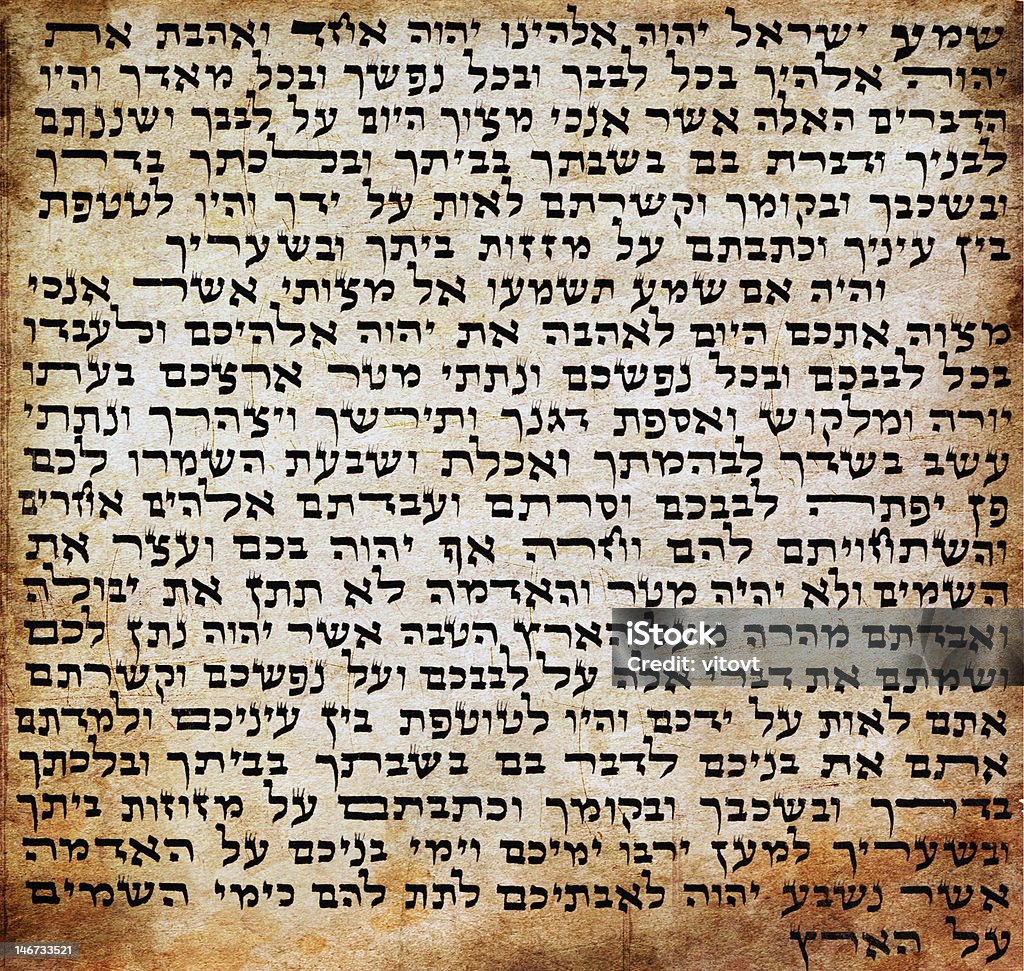 שמע ישראל יהוה אלהינו יהוה אחד ואהבת את
יהוה אלהיך בכל לבבך ובכל נפשך ובכל מאדך והיו
הדברים האלה אשר אנכי מצוך היום על לבבך ושננתם
לבניך ודברת בם בשבתך בביתך ובלכתך בדרך
ובשכבך ובקומך וקשרתם לאות על ידך והיו לטטפת
בין עיניך וכתבתם על מזזות ביתך ובשעריך
והיה אם שמע תשמעו אל מצותי אשר אנכי
מצוה אתכם היום לאהבה את יהוה אלהיכם ולעבדו
בכל לבבכם ובכל נפשכם ונתתי מטר ארצכם בעתו
יורה ומלקוש ואספת דגנך ותירשך ויצהרך ונתתי
עשב בשדך לבהמתך ואכלת ושבעת השמרו לכם
פן יפתה לבבכם וסרתם ועבדתם אלהים אחרים
והשתחויתם להם וחרה אף יהוה בכם ועצר את
השמים ולא יהיה מטר והאדמה לא תתן את יבולה
ואבדתם מהרה מעל הארץ הטבה אשר יהוה נתן לכם
ושמתם את דברי אלה על לבבכם ועל נפשכם וקשרתם
אתם לאות על ידכם והיו לטוטפת בין עיניכם ולמדתם
אתם את בניכם לדבר בם בשבתך בביתך ובלכתך
בדרך ובשכבך ובקומך וכתבתם על מזוזות ביתך
ובשעריך למען ירבו ימיכם וימי בניכם על האדמה
אשר נשבע יהוה לאבתיכם לתת להם כימי השמים
על הארץ
iStock
Credit: vitovt
146733521